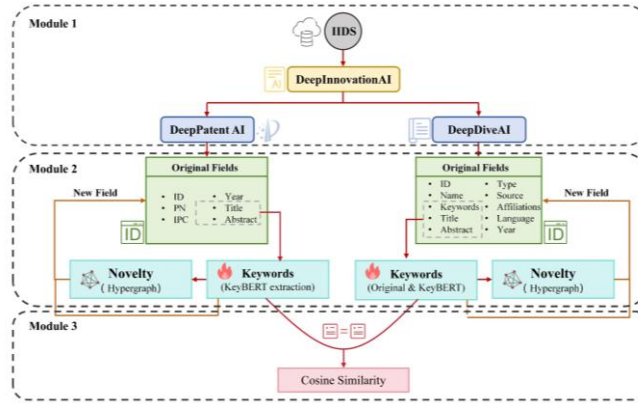 Module 1
IIDS
AI
DeepInnovationAI
DeepPatent AI
DeepDiveAI
Module 2
Original Fields
• ID
• PN
• IPC
• Year
• Title
• Abstract
Original Fields
• ID
• Name
• Keywords
• Title
• Abstract
• Type
• Source
• Affiliations
• Language
• Year
New Field
New Field
ID
ID
Novelty
( Hypergraph)
Keywords
(KeyBERT extraction)
Keywords
(Original & KeyBERT)
Novelty
( Hypergraph)
Module 3
=
Cosine Similarity